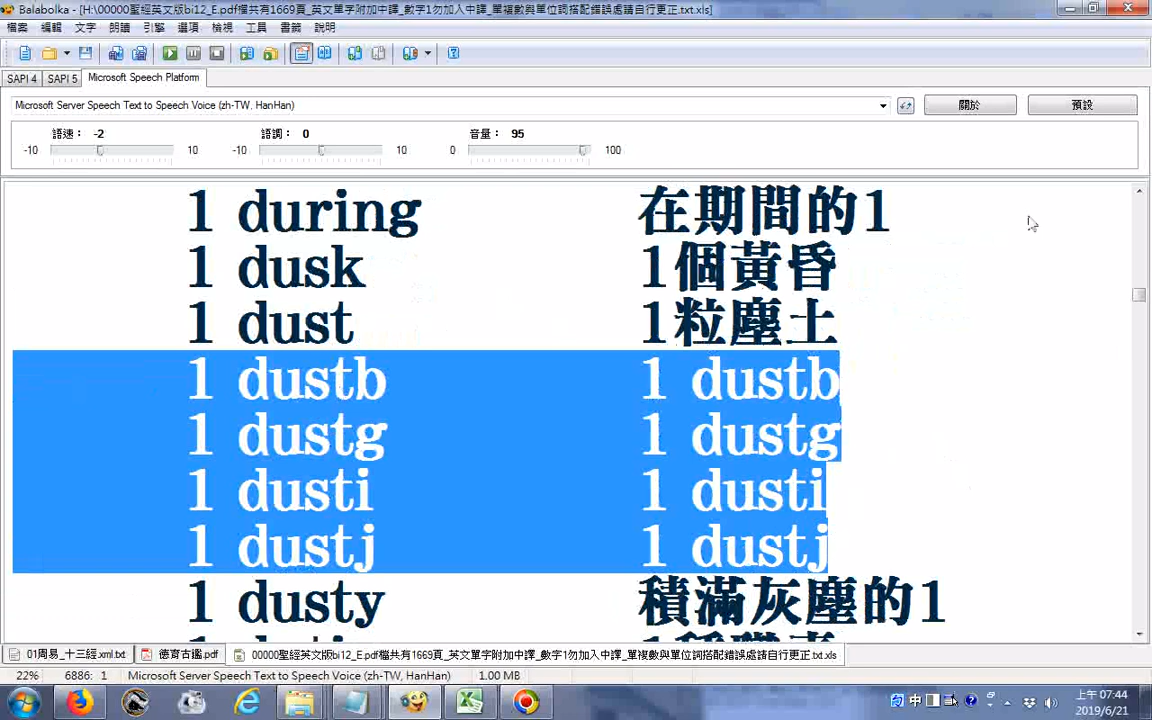 Balabolka - [H:\00000聖經英文版bi12_E.pdf檔共有1669頁_英文單字附加中譯_數字1勿加入中譯_單複數與單位詞搭配錯誤處請自行更正.txt.xls]
檔案 編輯 文字 朗讀 引擎 選項 檢視 工具 書籤 說明
SAPI 4 SAPI 5 Microsoft Speech Platform
Microsoft Server Speech Text to Speech Voice (zh-TW, HanHan) 關於 預設
語速： -2 語調： 0 音量： 95
-10 10 -10 10 0 100
1 during 在期間的1
1 dusk 1個黃昏
1 dust 1粒塵土
1 dustb 1 dustb
1 dustg 1 dustg
1 dusti 1 dusti
1 dustj 1 dustj
1 dusty 積滿灰塵的1
01周易_十三經.xml.txt 德育古鑑.pdf 00000聖經英文版bi12_E.pdf檔共有1669頁_英文單字附加中譯_數字1勿加入中譯_單複數與單位詞搭配錯誤處請自行更正.txt.xls
22% 6886: 1 Microsoft Server Speech Text to Speech Voice (zh-TW, HanHan) 1.00 MB
中 上午 07:44
2019/6/21